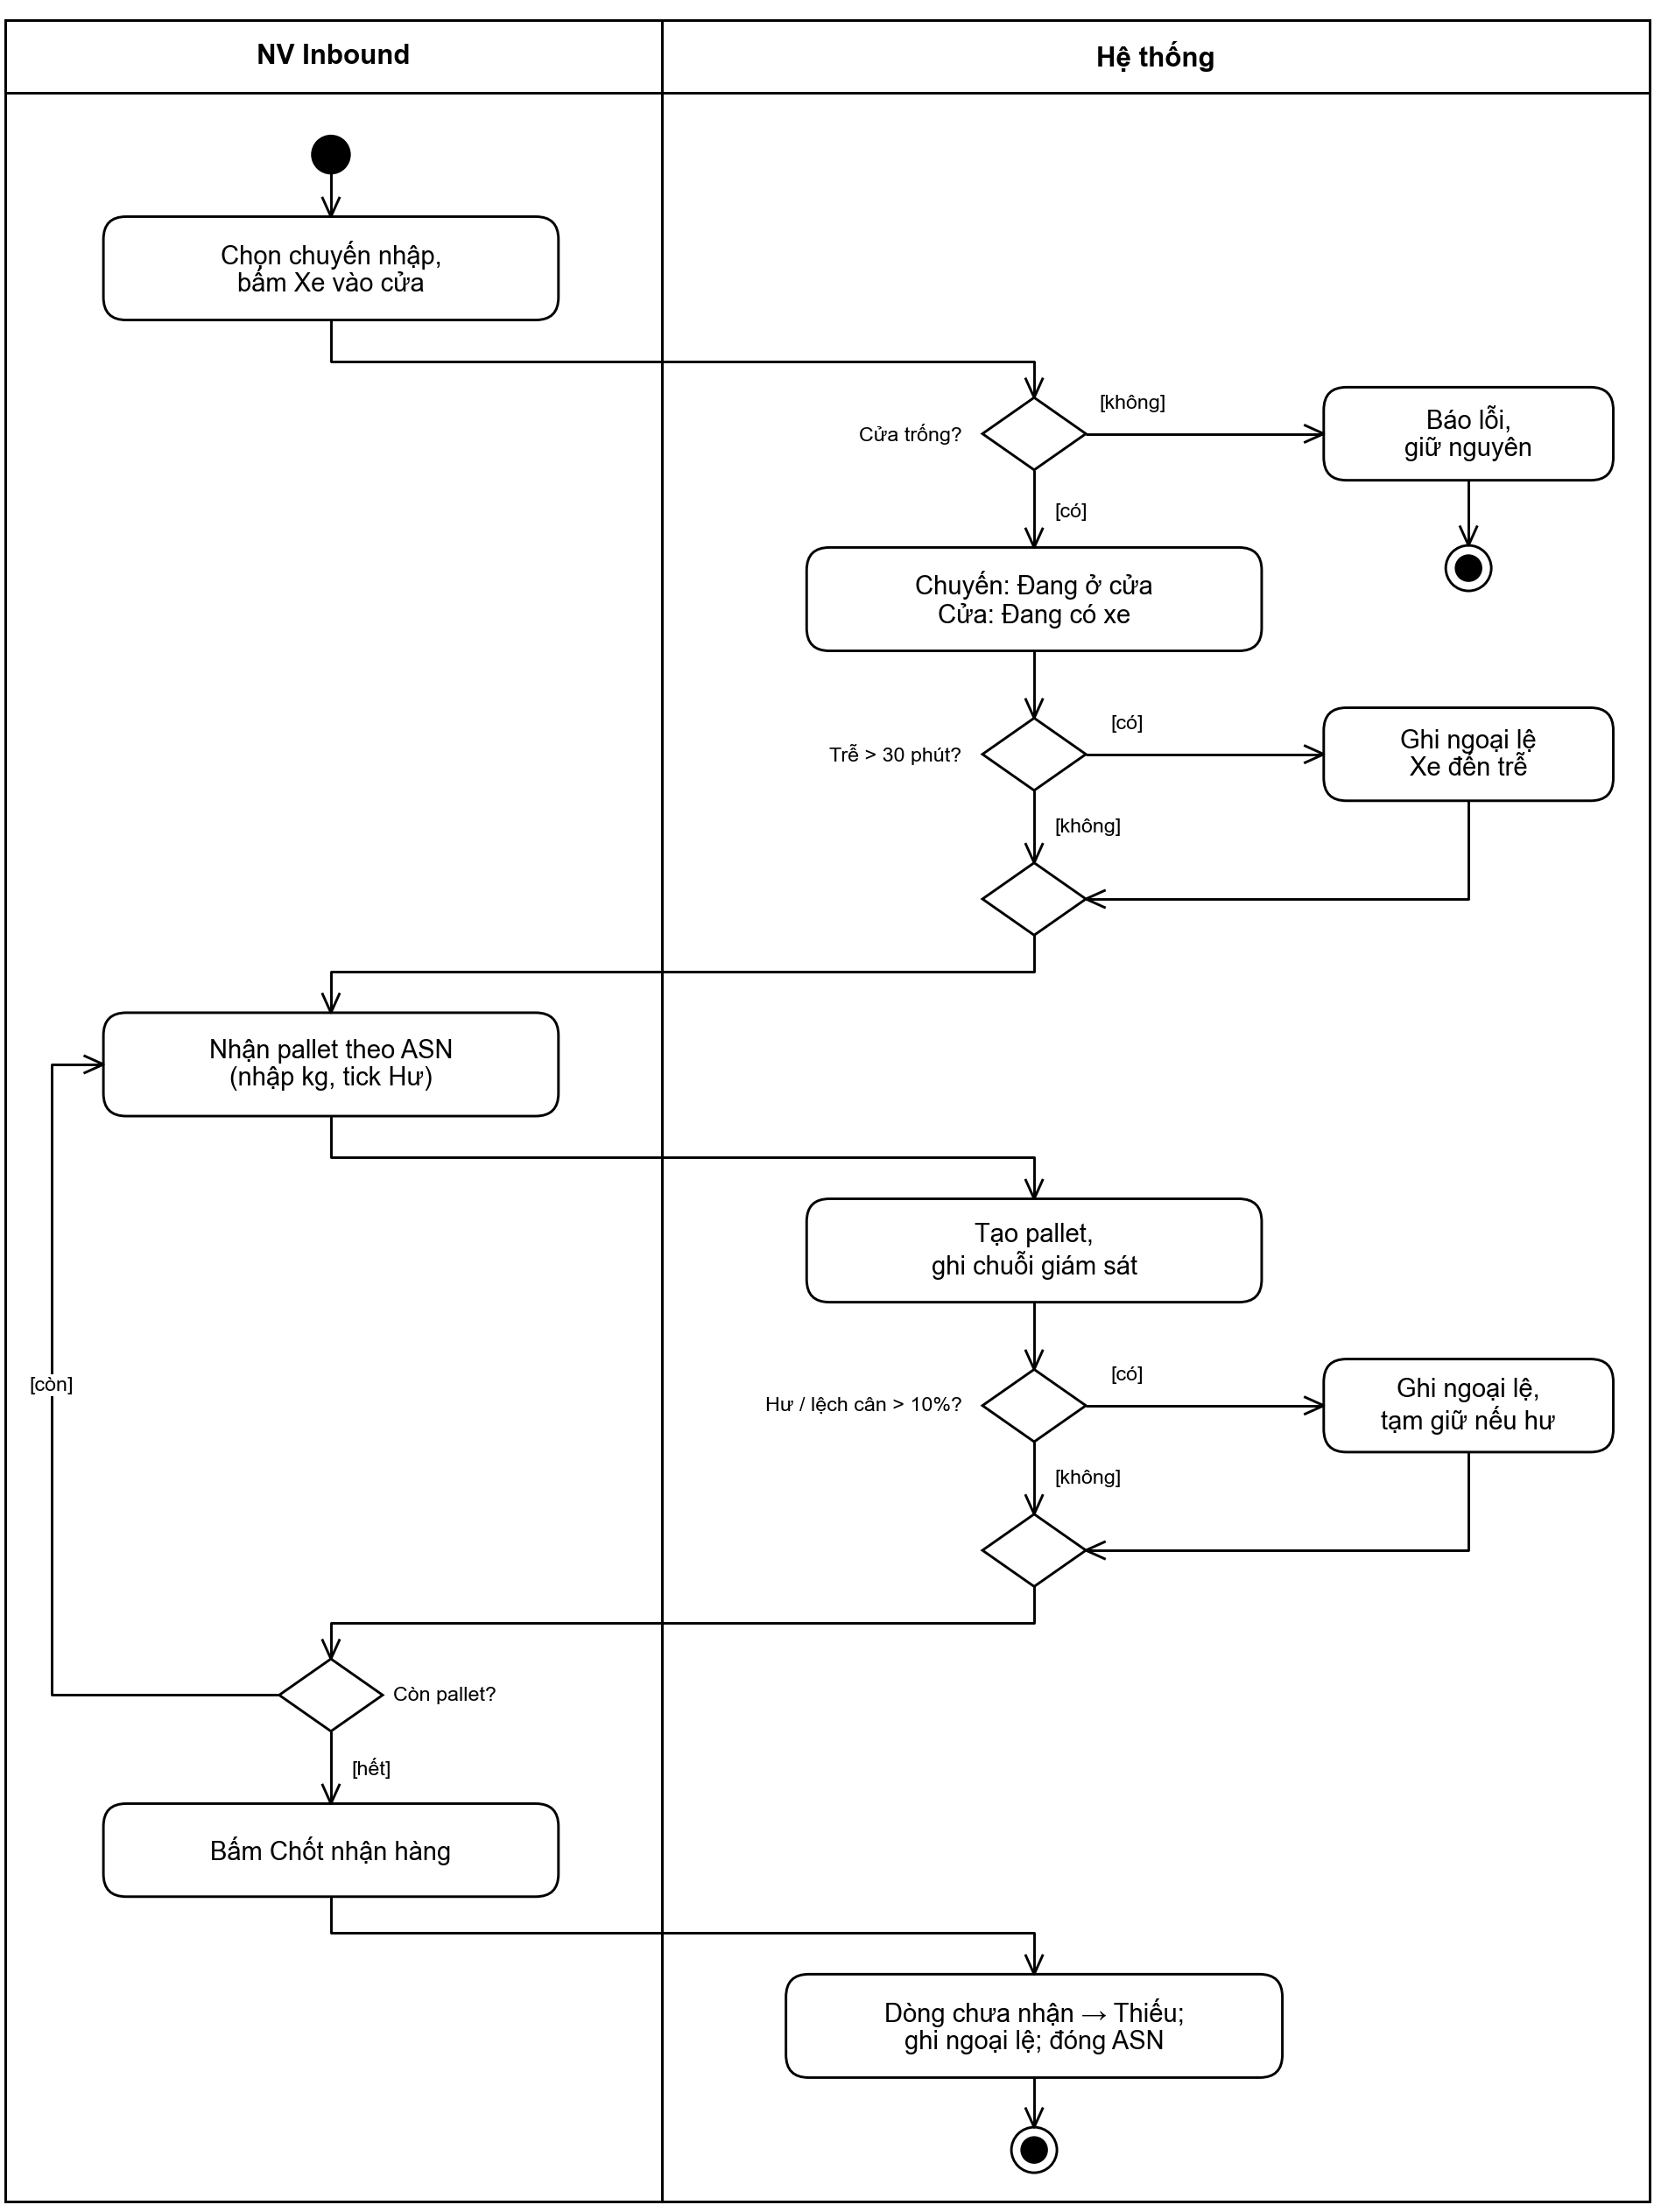 NV Inbound
Hệ thống
Chọn chuyến nhập,
bấm Xe vào cửa
Cửa trống?
[không]
Báo lỗi,
giữ nguyên
[có]
Chuyến: Đang ở cửa
Cửa: Đang có xe
Trễ > 30 phút?
[có]
Ghi ngoại lệ
Xe đến trễ
[không]
Nhận pallet theo ASN
(nhập kg, tick Hư)
Tạo pallet,
ghi chuỗi giám sát
[còn]
Hư / lệch cân > 10%?
[có]
Ghi ngoại lệ,
tạm giữ nếu hư
[không]
Còn pallet?
[hết]
Bấm Chốt nhận hàng
Dòng chưa nhận → Thiếu;
ghi ngoại lệ; đóng ASN